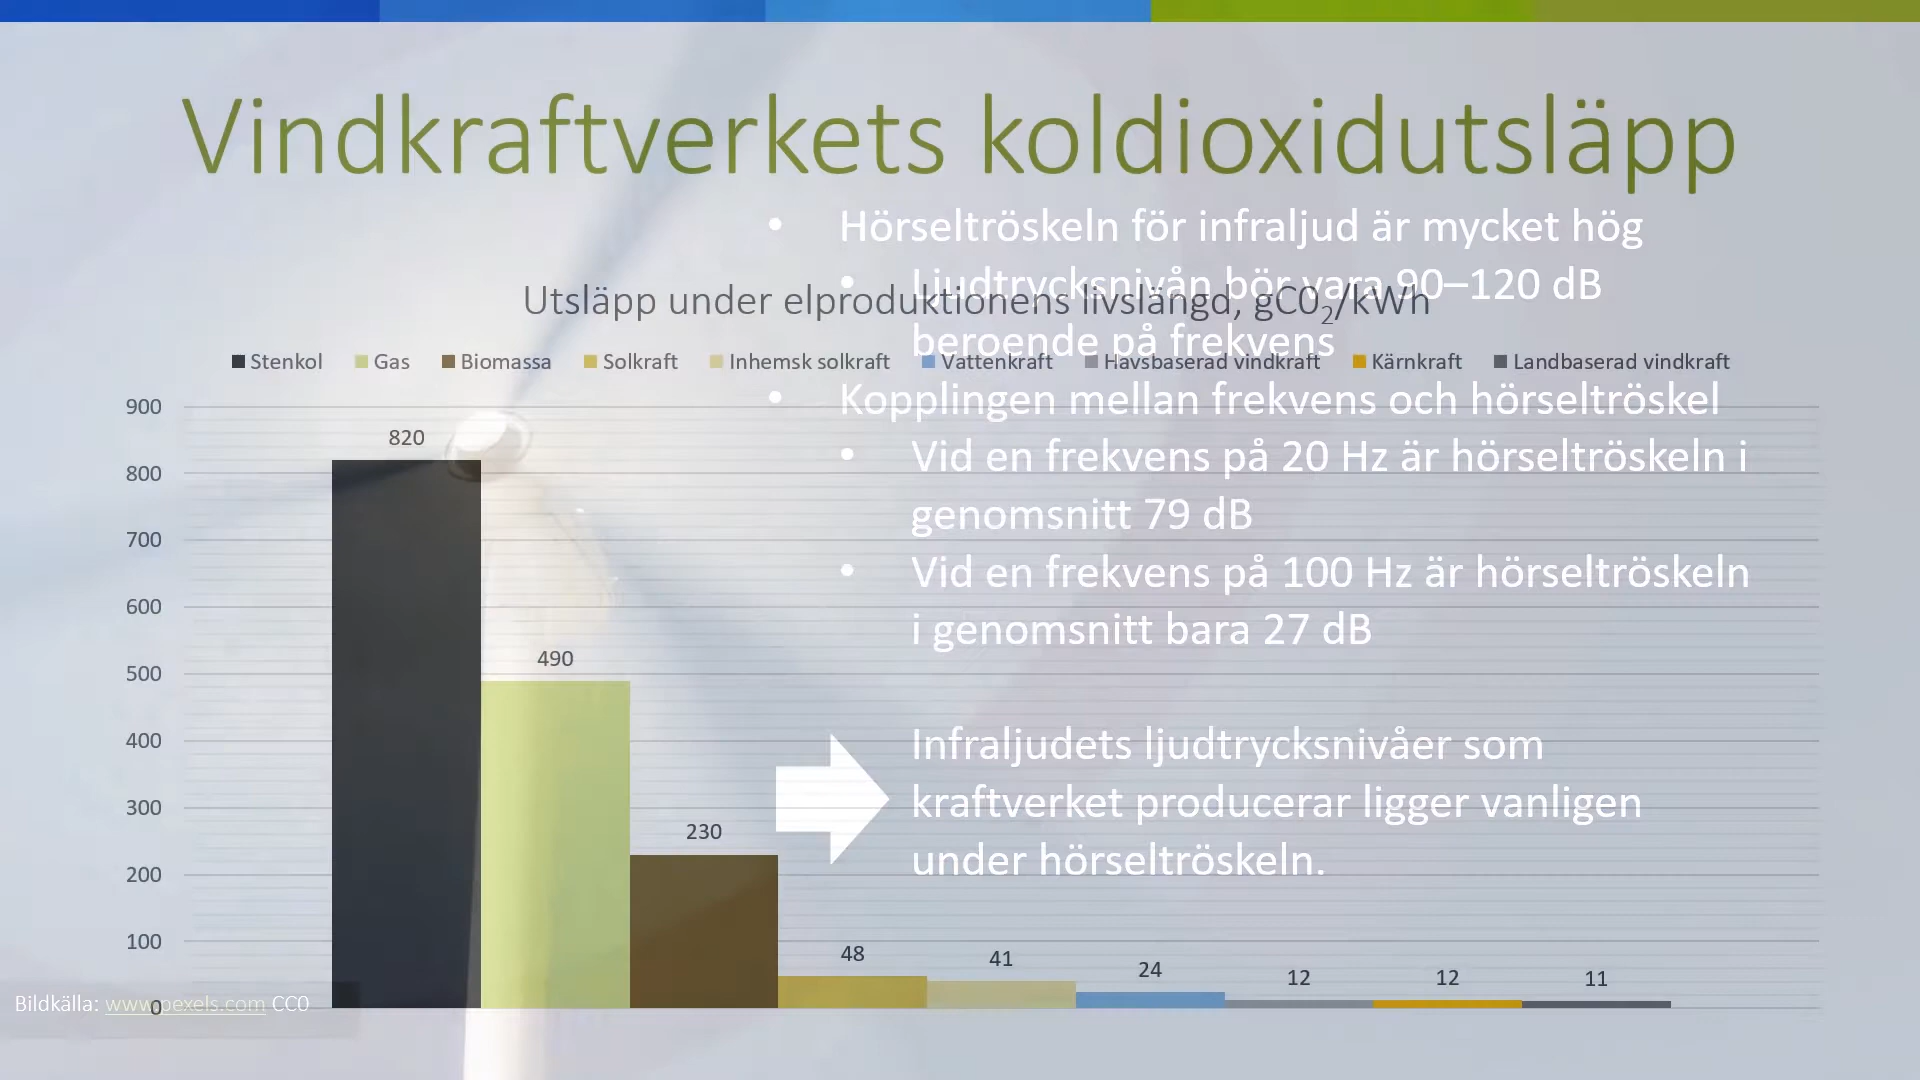 Vindkraftverkets koldioxidutsläpp
• Hörseltröskeln för infraljud är mycket hög
• Ljudtrycksnivån bör vara 90–120 dB
beroende på frekvens
Utsläpp under elproduktionens livslängd, gC0₂/kWh
Stenkol Gas Biomassa Solkraft Inhemsk solkraft Vattenkraft Havsbaserad vindkraft Kärnkraft Landbaserad vindkraft
• Kopplingen mellan frekvens och hörseltröskel
• Vid en frekvens på 20 Hz är hörseltröskeln i
genomsnitt 79 dB
• Vid en frekvens på 100 Hz är hörseltröskeln
i genomsnitt bara 27 dB
Infraljudets ljudtrycksnivåer som
kraftverket producerar ligger vanligen
under hörseltröskeln.
900
800
700
600
500
400
300
200
100
0
820
490
230
48
41
24
12
12
11
Bildkälla: www.pexels.com CC0